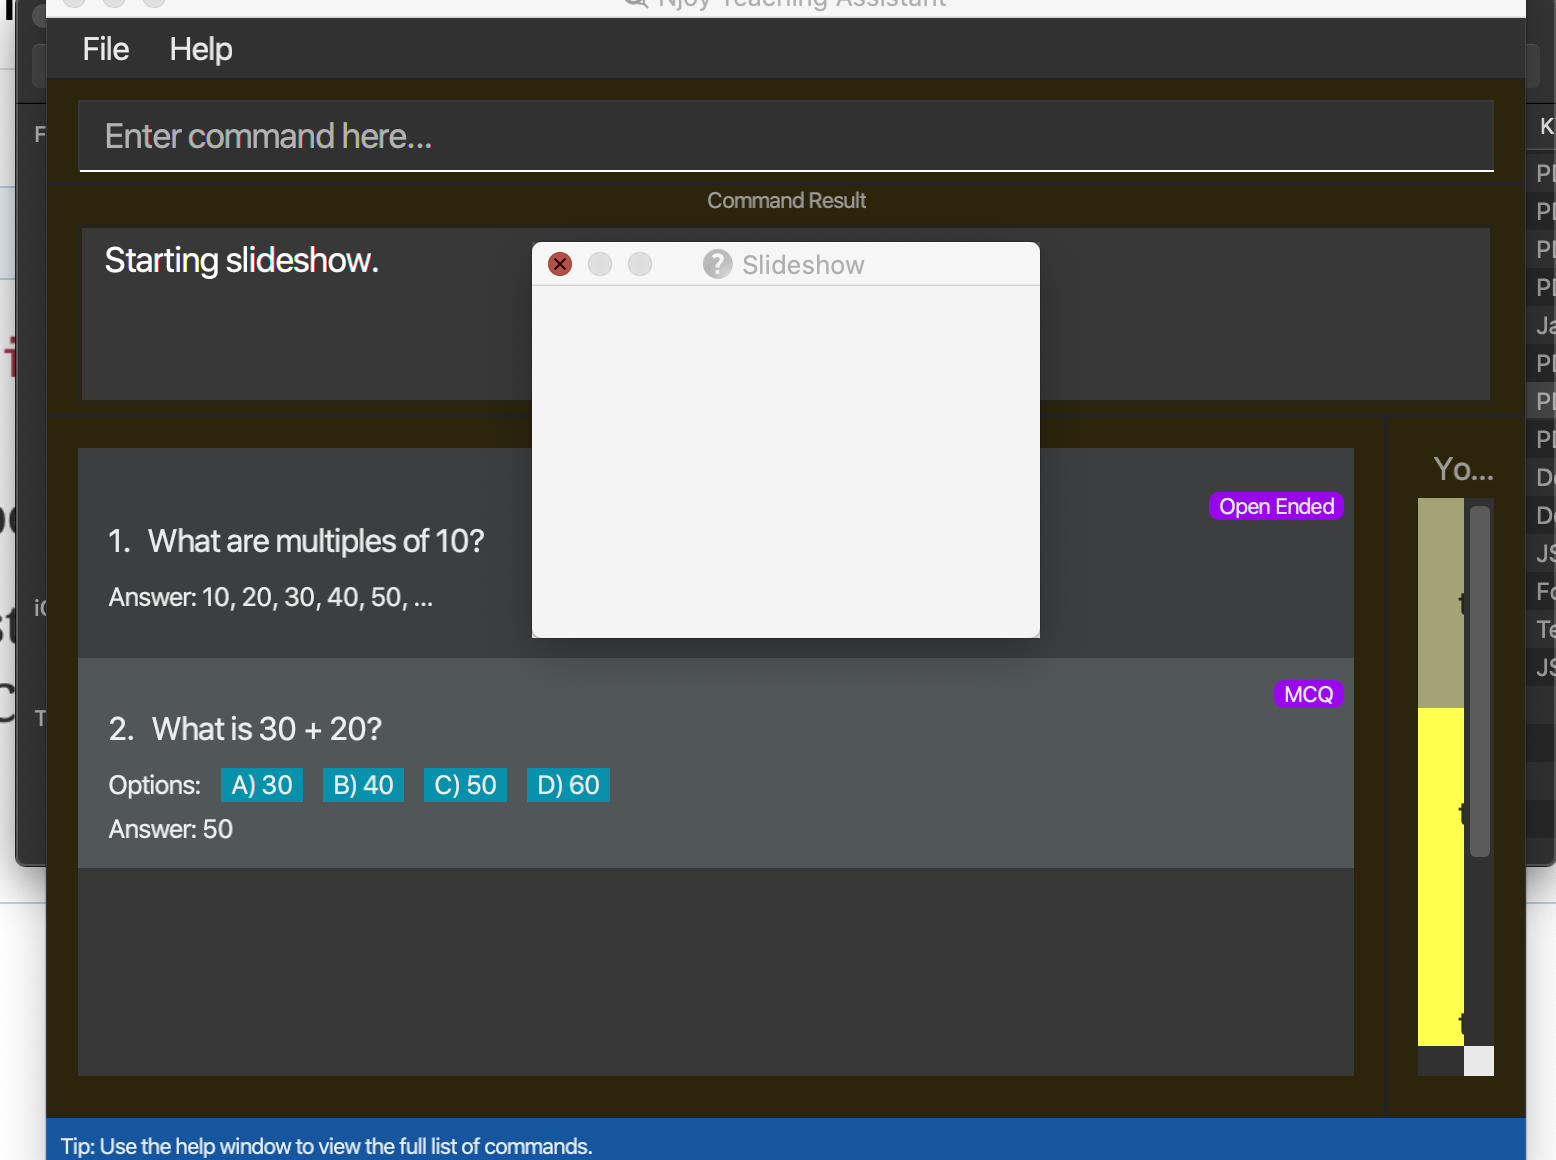 Njoy Teaching Assistant
File Help
Enter command here...
Command Result
Starting slideshow.
Slideshow
Yo...
Open Ended
1. What are multiples of 10?
Answer: 10, 20, 30, 40, 50, ...
MCQ
2. What is 30 + 20?
Options: A) 30 B) 40 C) 50 D) 60
Answer: 50
Tip: Use the help window to view the full list of commands.